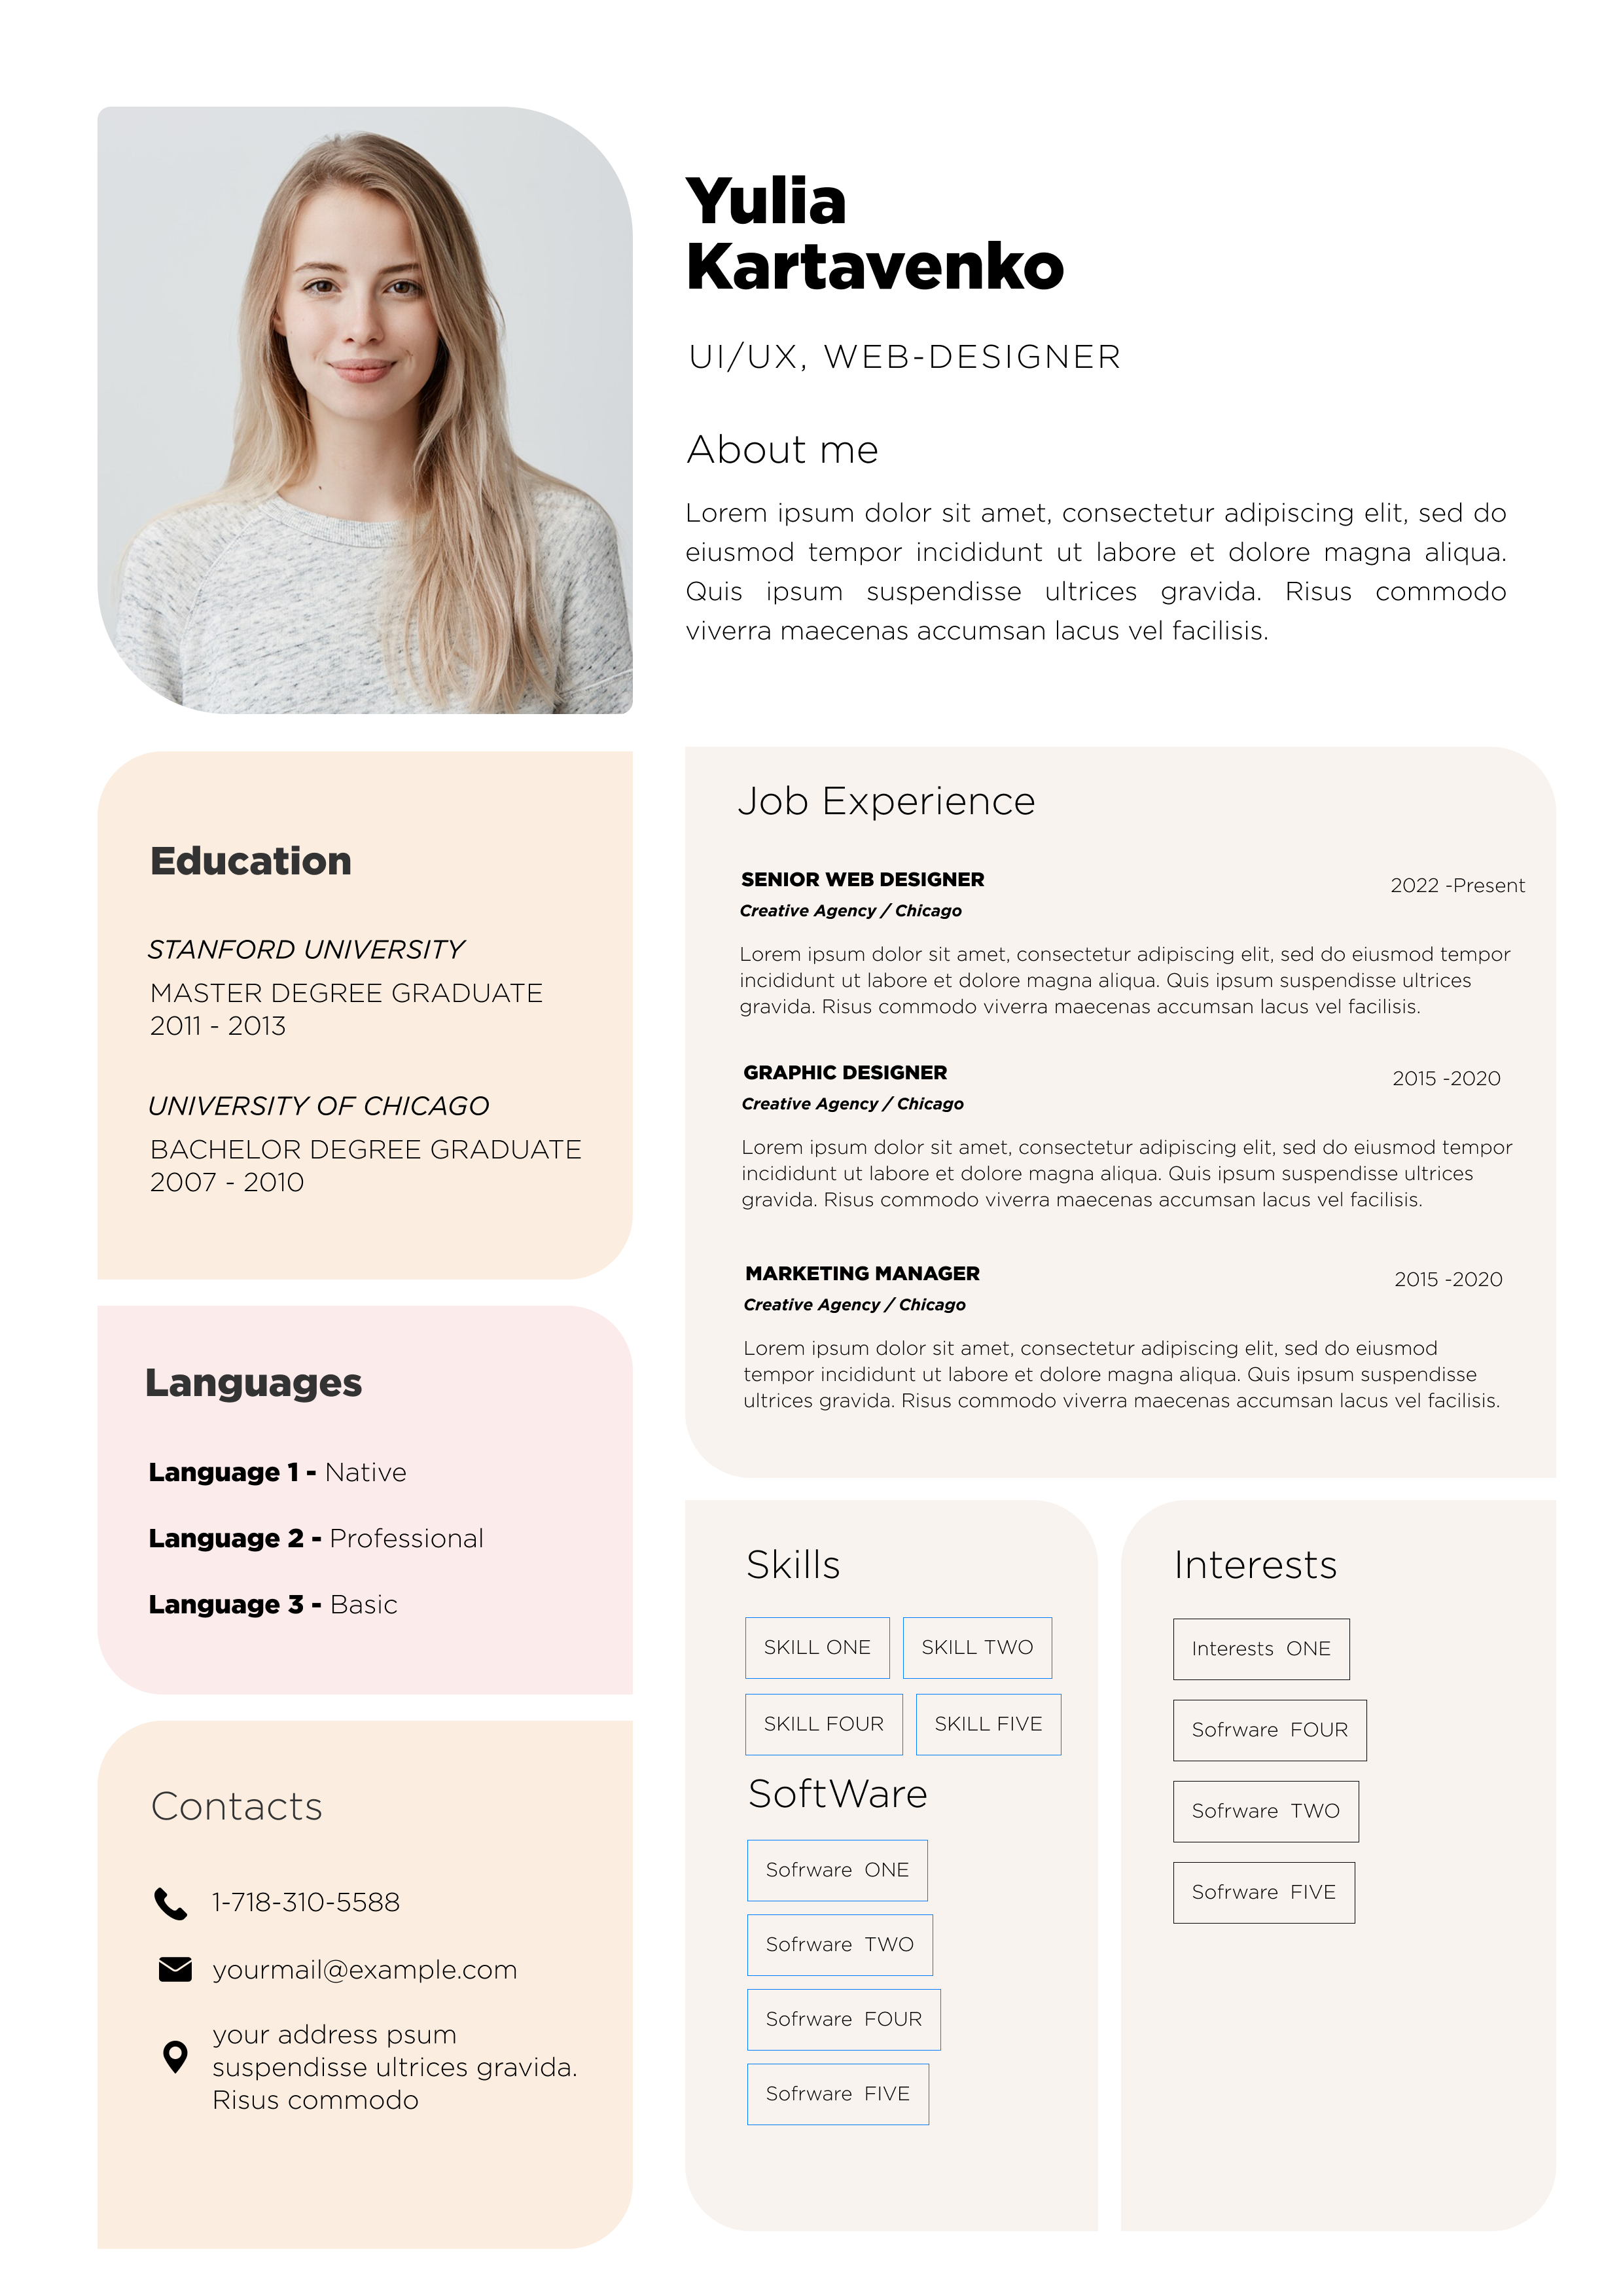 Yulia
Kartavenko
UI/UX, WEB-DESIGNER
About me
Lorem ipsum dolor sit amet, consectetur adipiscing elit, sed do
eiusmod tempor incididunt ut labore et dolore magna aliqua.
Quis ipsum suspendisse ultrices gravida. Risus commodo
viverra maecenas accumsan lacus vel facilisis.
Education
STANFORD UNIVERSITY
MASTER DEGREE GRADUATE
2011 - 2013
UNIVERSITY OF CHICAGO
BACHELOR DEGREE GRADUATE
2007 - 2010
Languages
Language 1 - Native
Language 2 - Professional
Language 3 - Basic
Contacts
1-718-310-5588
yourmail@example.com
your address psum
suspendisse ultrices gravida.
Risus commodo
Job Experience
SENIOR WEB DESIGNER
2022 -Present
Creative Agency / Chicago
Lorem ipsum dolor sit amet, consectetur adipiscing elit, sed do eiusmod tempor
incididunt ut labore et dolore magna aliqua. Quis ipsum suspendisse ultrices
gravida. Risus commodo viverra maecenas accumsan lacus vel facilisis.
GRAPHIC DESIGNER
2015 -2020
Creative Agency / Chicago
Lorem ipsum dolor sit amet, consectetur adipiscing elit, sed do eiusmod tempor
incididunt ut labore et dolore magna aliqua. Quis ipsum suspendisse ultrices
gravida. Risus commodo viverra maecenas accumsan lacus vel facilisis.
MARKETING MANAGER
2015 -2020
Creative Agency / Chicago
Lorem ipsum dolor sit amet, consectetur adipiscing elit, sed do eiusmod
tempor incididunt ut labore et dolore magna aliqua. Quis ipsum suspendisse
ultrices gravida. Risus commodo viverra maecenas accumsan lacus vel facilisis.
Skills
SKILL ONE
SKILL TWO
SKILL FOUR
SKILL FIVE
SoftWare
Sofrware ONE
Sofrware TWO
Sofrware FOUR
Sofrware FIVE
Interests
Interests ONE
Sofrware FOUR
Sofrware TWO
Sofrware FIVE